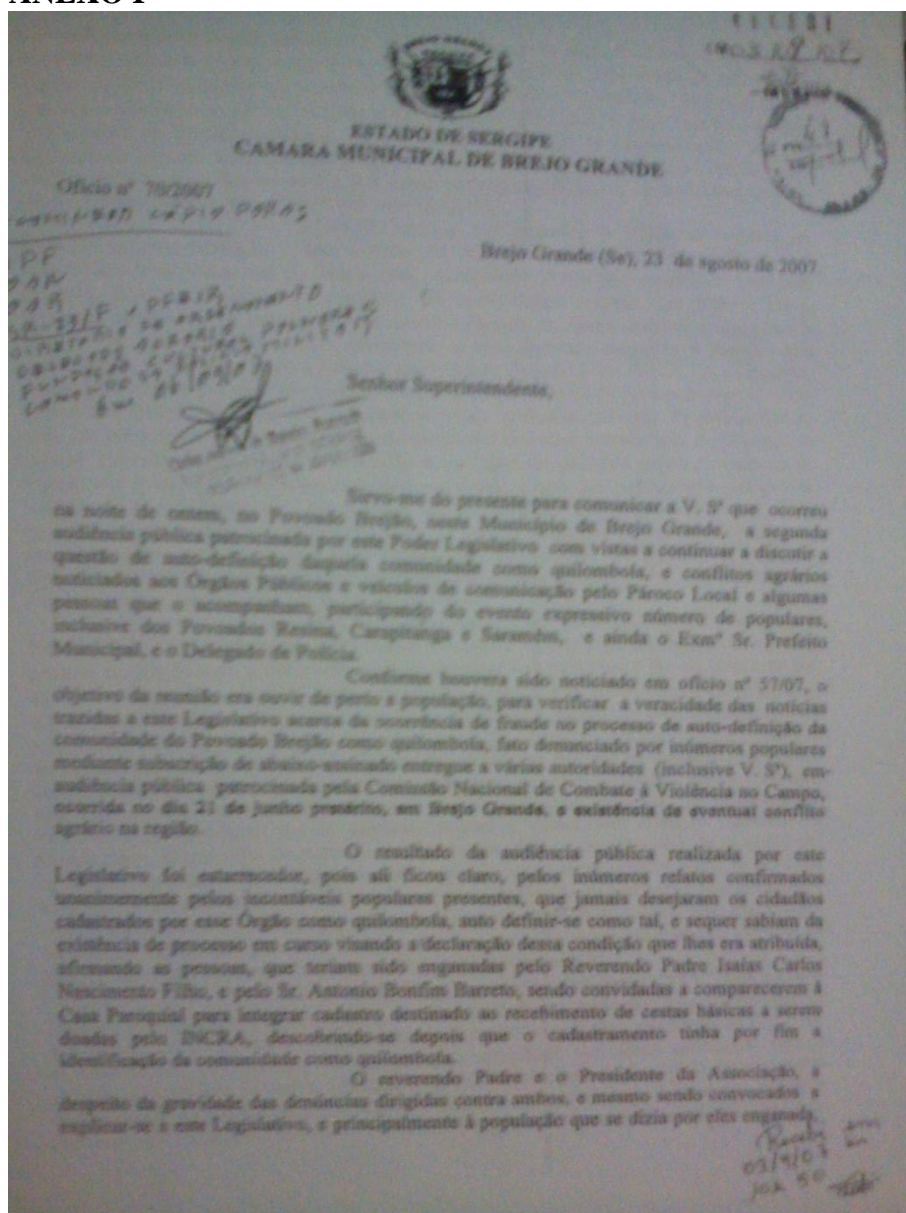 ANEXO I
ESTADO DE SERGIPE
CAMARA MUNICIPAL DE BREJO GRANDE
Oficio nº 78/2007
Brejo Grande (Se), 23 de agosto de 2007
Senhor Superintendente,
Sirvo-me do presente para comunicar a V. Sª que ocorreu
na noite de ontem, no Povoado Brejão, neste Município de Brejo Grande, a segunda
audiência pública patrocinada por este Poder Legislativo com vistas a continuar a discutir a
questão de auto-definição daquela comunidade como quilombola, e conflitos agrários
noticiados aos Órgãos Públicos e veículos de comunicação pelo Pároco Local e algumas
pessoas que o acompanham, participando do evento expressivo número de populares,
inclusive dos Povoados Resina, Carapitanga e Saramém, e ainda o Exmº Sr. Prefeito
Municipal, e o Delegado de Polícia.
Conforme houvera sido noticiado em ofício nº 57/07, o
objetivo da reunião era ouvir de perto a população, para verificar a veracidade das notícias
trazidas a este Legislativo acerca da ocorrência de fraude no processo de auto-definição da
comunidade do Povoado Brejão como quilombola, fato denunciado por inúmeros populares
mediante subscrição de abaixo-assinado entregue a várias autoridades (inclusive V. Sª), em
audiência pública patrocinada pela Comissão Nacional de Combate á Violência no Campo,
ocorrida no dia 21 de junho pretérito, em Brejo Grande, e existência de eventual conflito
agrário na região.
O resultado da audiência pública realizada por este
Legislativo foi estarrecedor, pois ali ficou claro, pelos inúmeros relatos confirmados
unanimemente pelos incontáveis populares presentes, que jamais desejaram os cidadãos
cadastrados por esse Órgão como quilombola, auto definir-se como tal, e sequer sabiam da
existência de processo em curso visando a declaração dessa condição que lhes era atribuída,
afirmando as pessoas, que teriam sido enganadas pelo Reverendo Padre Isaías Carlos
Nascimento Filho, e pelo Sr. Antonio Bonfim Barreto, sendo convidadas a comparecerem á
Casa Paroquial para integrar cadastro destinado ao recebimento de cestas básicas a serem
doadas pelo INCRA, descobrindo-se depois que o cadastramento tinha por fim a
identificação da comunidade como quilombola.
O reverendo Padre e o Presidente da Associação, a
despeito da gravidade das denúncias dirigidas contra ambos, e mesmo sendo convocados a
explicar-se a este Legislativo, e principalmente à população que se dizia por eles enganada,